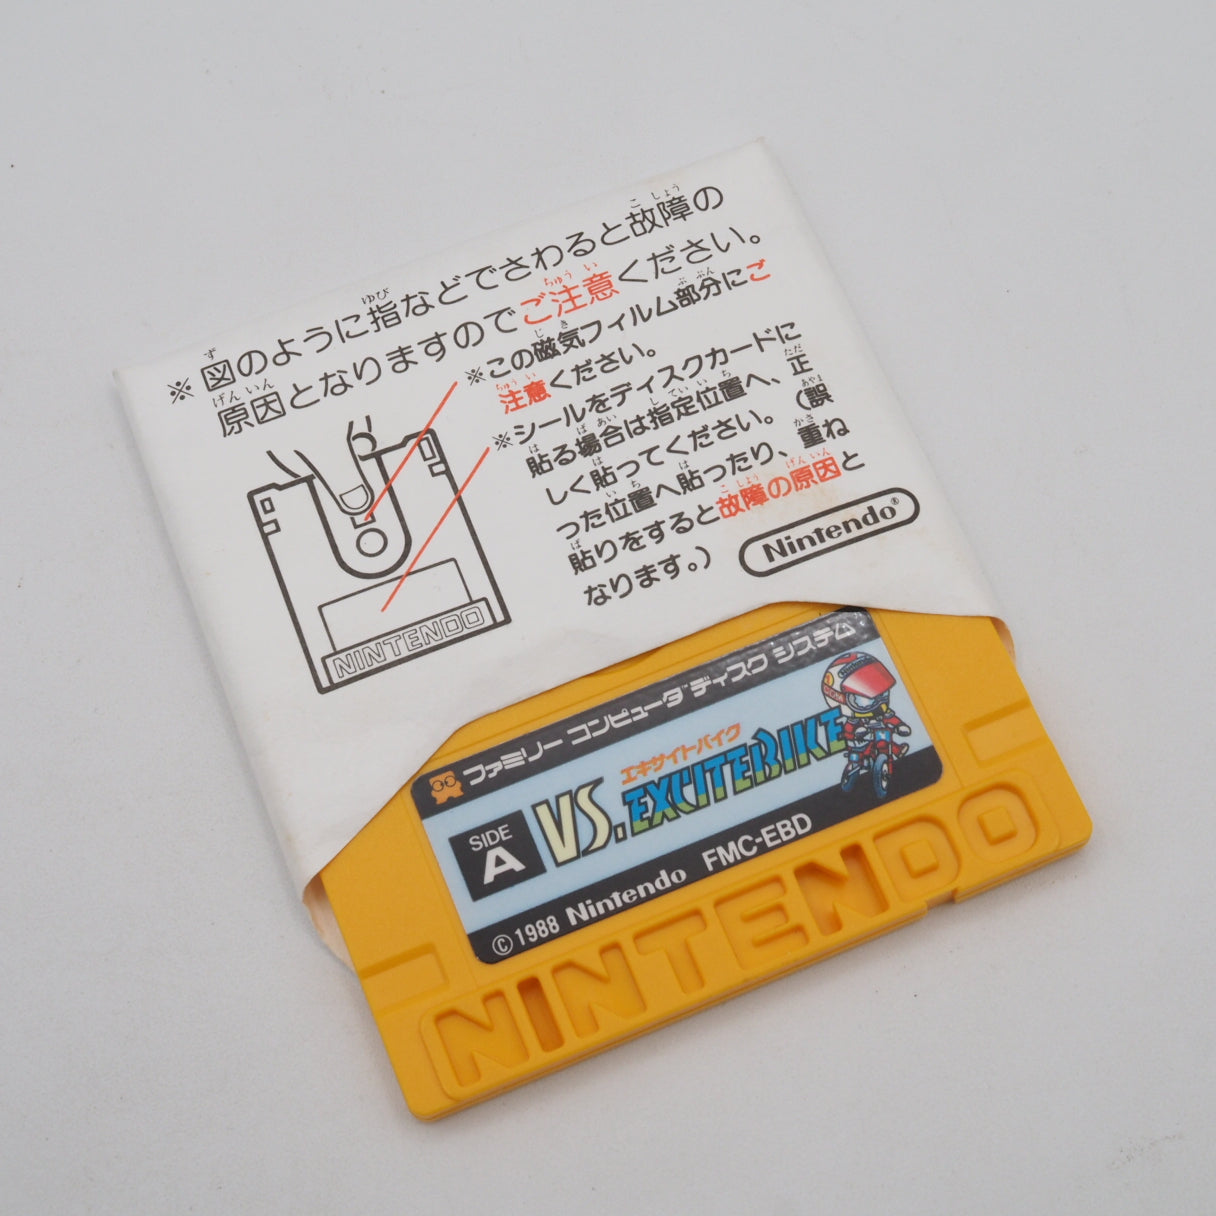 ※図のように指などでさわると故障の
原因となりますのでご注意ください。
※この磁気フィルム部分にご
注意ください。
※シールをディスクカードに
貼る場合は指定位置へ、正
しく貼ってください。(誤
った位置へ貼ったり、重ね
貼りをすると故障の原因と
なります。)
Nintendo®
NINTENDO
ファミリー コンピュータ™ ディスク システム
エキサイトバイク
SIDE
A
VS. EXCITEBIKE
©1988 Nintendo FMC-EBD
NINTENDO